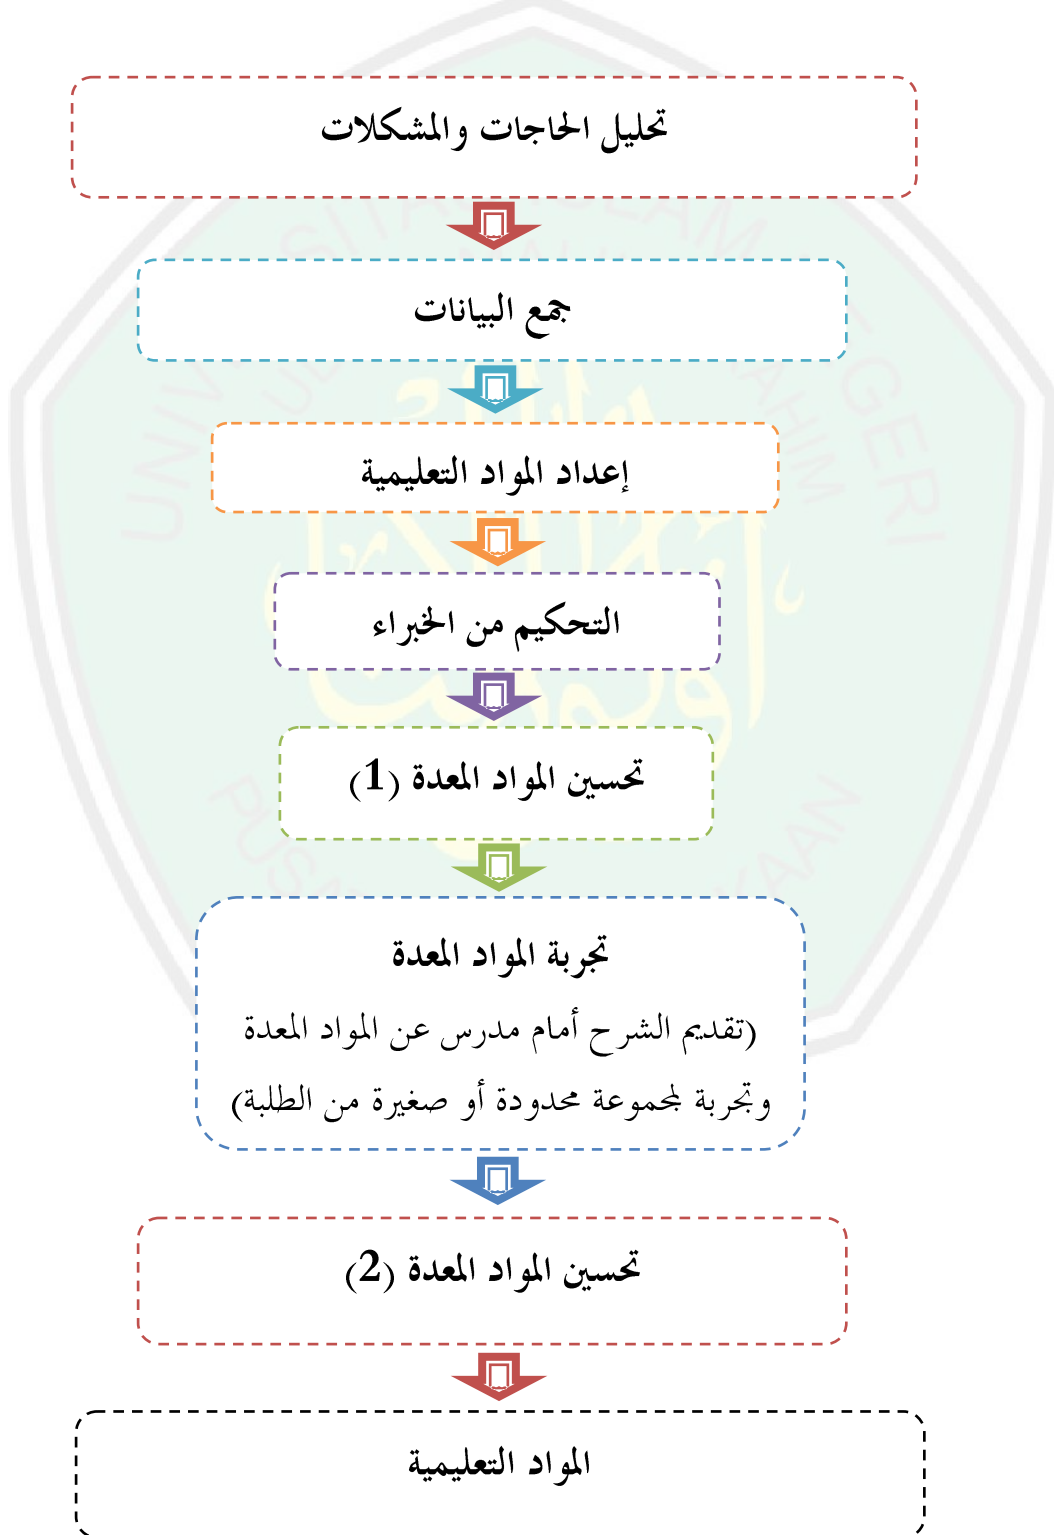 تحليل الحاجات والمشكلات
جمع البيانات
إعداد المواد التعليمية
التحكيم من الخبراء
تحسين المواد المعدة (1)
تجربة المواد المعدة
(تقديم الشرح أمام مدرس عن المواد المعدة
وتجربة لمجموعة محدودة أو صغيرة من الطلبة)
تحسين المواد المعدة (2)
المواد التعليمية